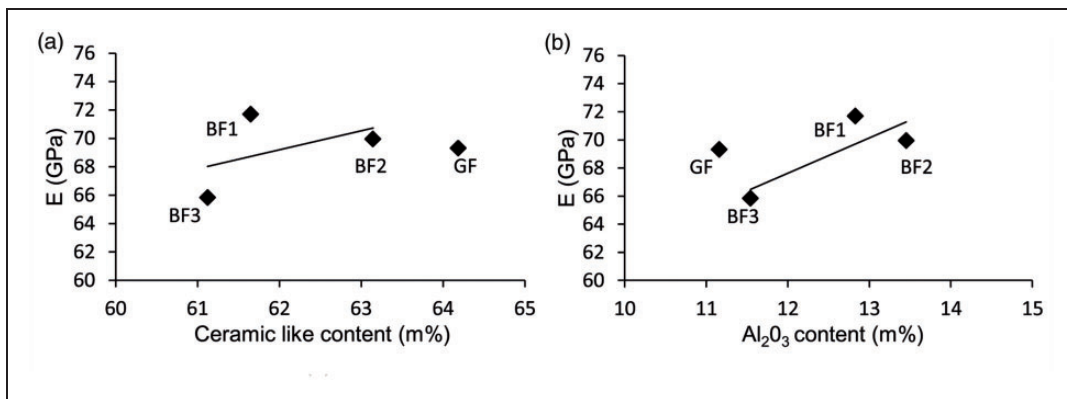 (a)
76
74
72
70
68
66
64
62
60
E (GPa)
BF1
BF2
GF
BF3
60 61 62 63 64 65
Ceramic like content (m%)
(b)
76
74
72
70
68
66
64
62
60
E (GPa)
BF1
GF
BF2
BF3
10 11 12 13 14 15
Al₂0₃ content (m%)